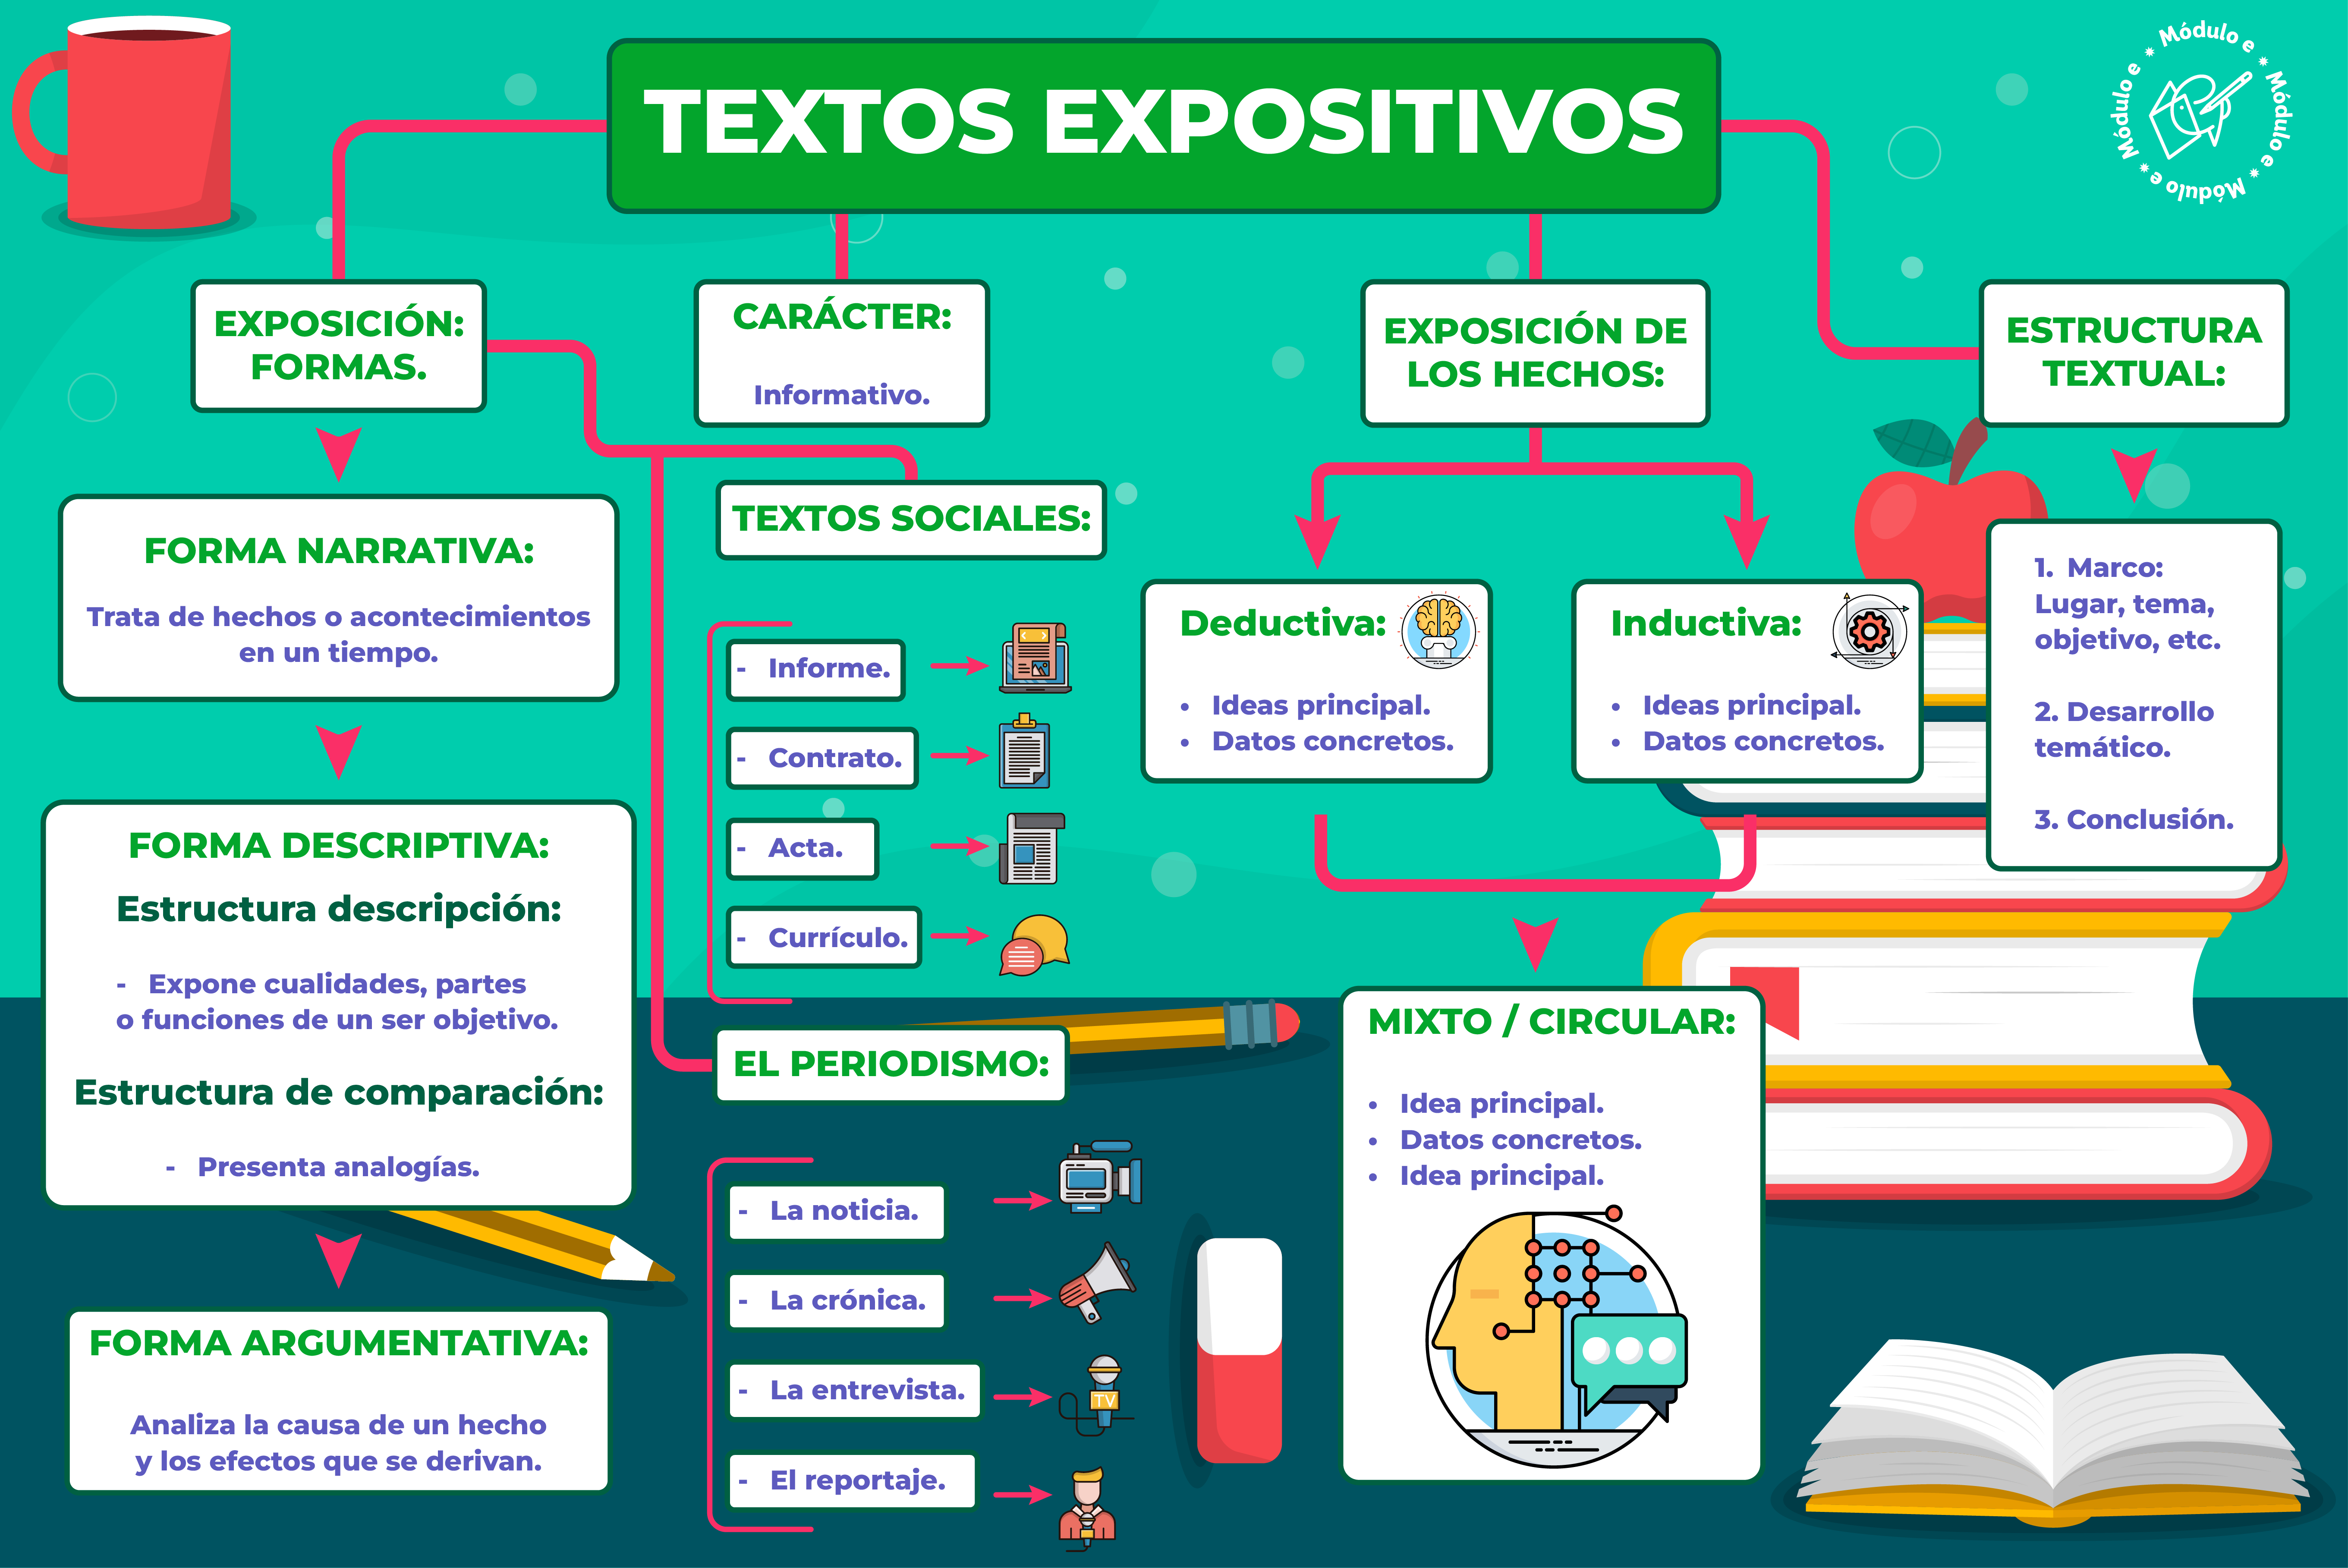 TEXTOS EXPOSITIVOS
Módulo e * Módulo e * Módulo e * Módulo e *
EXPOSICIÓN:
FORMAS.
CARÁCTER:
Informativo.
EXPOSICIÓN DE
LOS HECHOS:
ESTRUCTURA
TEXTUAL:
FORMA NARRATIVA:
Trata de hechos o acontecimientos
en un tiempo.
FORMA DESCRIPTIVA:
Estructura descripción:
- Expone cualidades, partes
o funciones de un ser objetivo.
Estructura de comparación:
- Presenta analogías.
FORMA ARGUMENTATIVA:
Analiza la causa de un hecho
y los efectos que se derivan.
TEXTOS SOCIALES:
- Informe.
- Contrato.
- Acta.
- Currículo.
EL PERIODISMO:
- La noticia.
- La crónica.
- La entrevista.
TV
- El reportaje.
Deductiva:
• Ideas principal.
• Datos concretos.
Inductiva:
• Ideas principal.
• Datos concretos.
MIXTO / CIRCULAR:
• Idea principal.
• Datos concretos.
• Idea principal.
1. Marco:
Lugar, tema,
objetivo, etc.
2. Desarrollo
temático.
3. Conclusión.